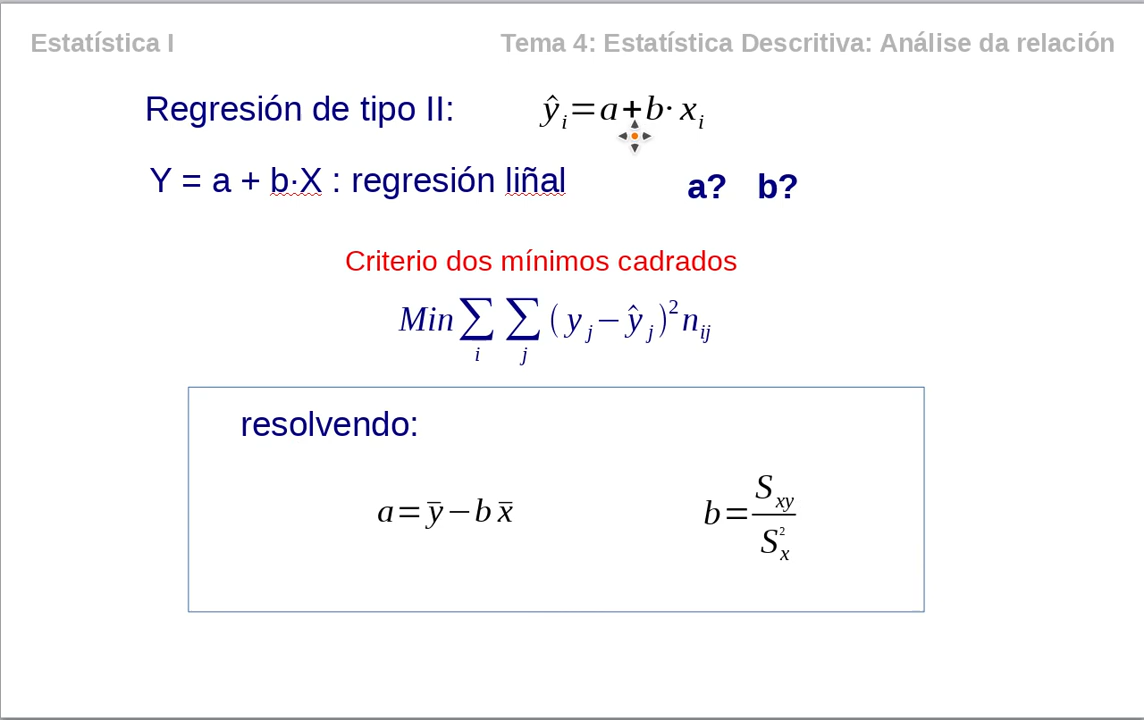 Estatística I
Tema 4: Estatística Descritiva: Análise da relación
Regresión de tipo II: ŷ_i = a + b · x_i
Y = a + b·X : regresión liñal a? b?
Criterio dos mínimos cadrados
Min ∑_i ∑_j (y_j − ŷ_j)² n_ij
resolvendo:
a = ȳ − b x̄
b = S_xy / S_x²